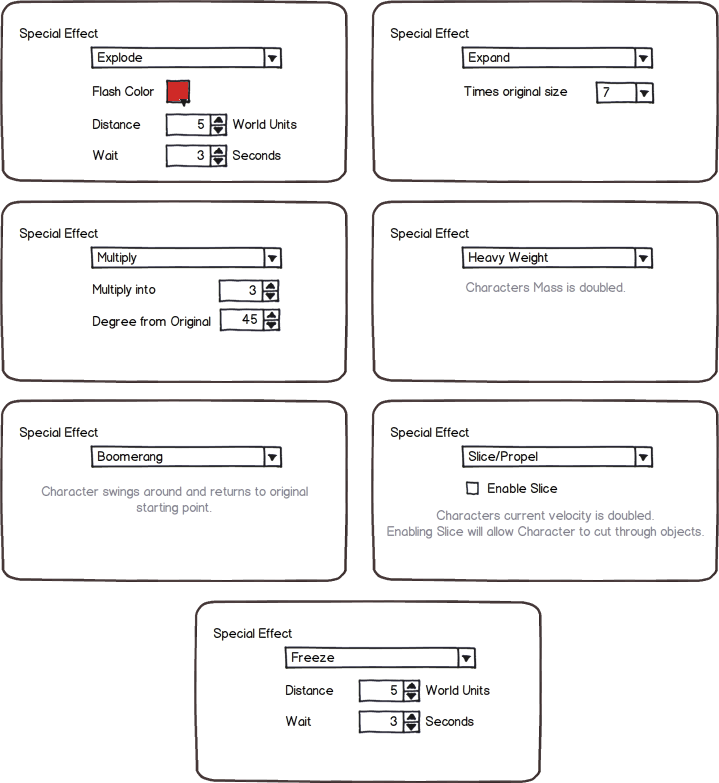 Special Effect
Explode
Flash Color
Distance 5 World Units
Wait 3 Seconds
Special Effect
Expand
Times original size 7
Special Effect
Multiply
Multiply into 3
Degree from Original 45
Special Effect
Heavy Weight
Characters Mass is doubled.
Special Effect
Boomerang
Character swings around and returns to original
starting point.
Special Effect
Slice/Propel
Enable Slice
Characters current velocity is doubled.
Enabling Slice will allow Character to cut through objects.
Special Effect
Freeze
Distance 5 World Units
Wait 3 Seconds